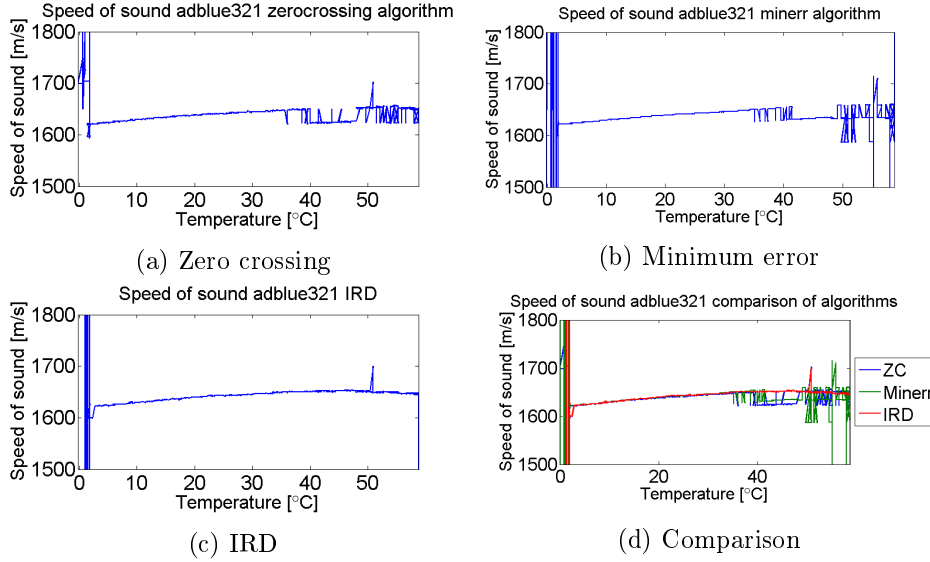 Speed of sound adblue321 zerocrossing algorithm
Speed of sound [m/s]
1800
1700
1600
1500
0 10 20 30 40 50
Temperature [°C]
(a) Zero crossing
Speed of sound adblue321 minerr algorithm
Speed of sound [m/s]
1800
1700
1600
1500
0 10 20 30 40 50
Temperature [°C]
(b) Minimum error
Speed of sound adblue321 IRD
Speed of sound [m/s]
1800
1700
1600
1500
0 10 20 30 40 50
Temperature [°C]
(c) IRD
Speed of sound adblue321 comparison of algorithms
Speed of sound [m/s]
1800
1700
1600
1500
0 20 40
Temperature [°C]
ZC
Minerr
IRD
(d) Comparison